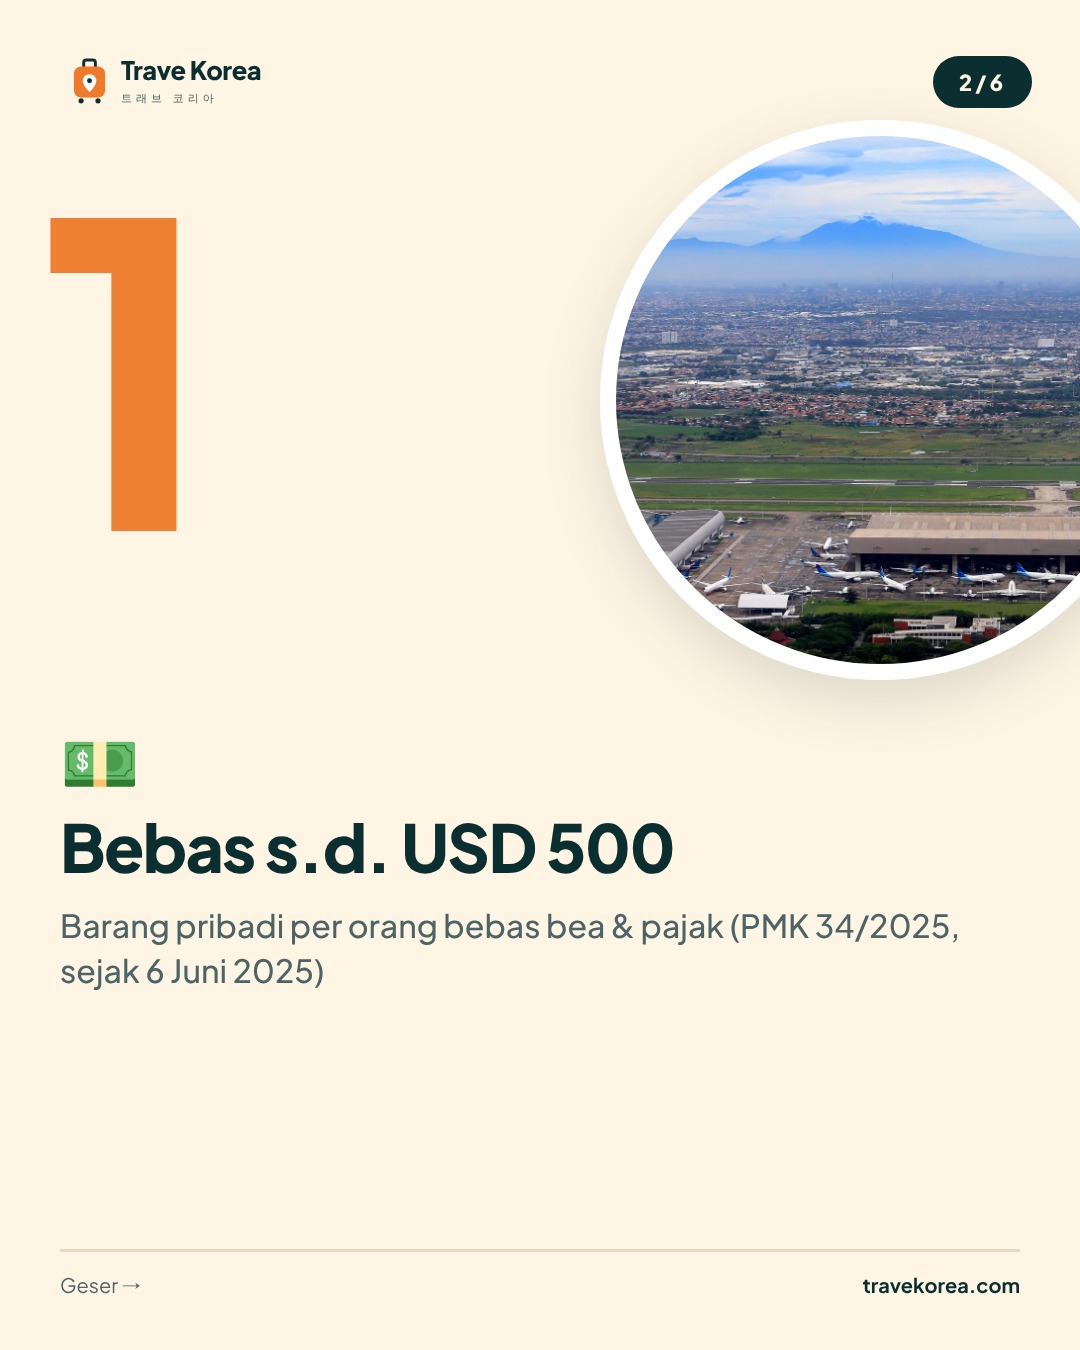 Trave Korea
트래브 코리아
2/6
1
Bebas s.d. USD 500
Barang pribadi per orang bebas bea & pajak (PMK 34/2025,
sejak 6 Juni 2025)
Geser →
travekorea.com